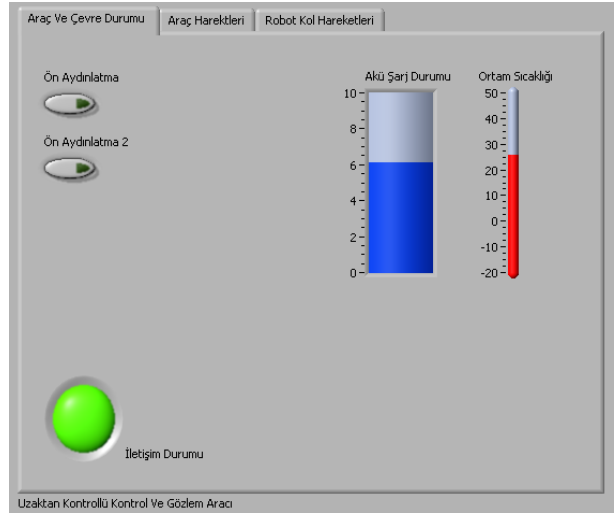 Araç Ve Çevre Durumu
Araç Harektleri
Robot Kol Hareketleri
Ön Aydınlatma
Ön Aydınlatma 2
Akü Şarj Durumu
10
8
6
4
2
0
Ortam Sıcaklığı
50
40
30
20
10
0
-10
-20
İletişim Durumu
Uzaktan Kontrollü Kontrol Ve Gözlem Aracı